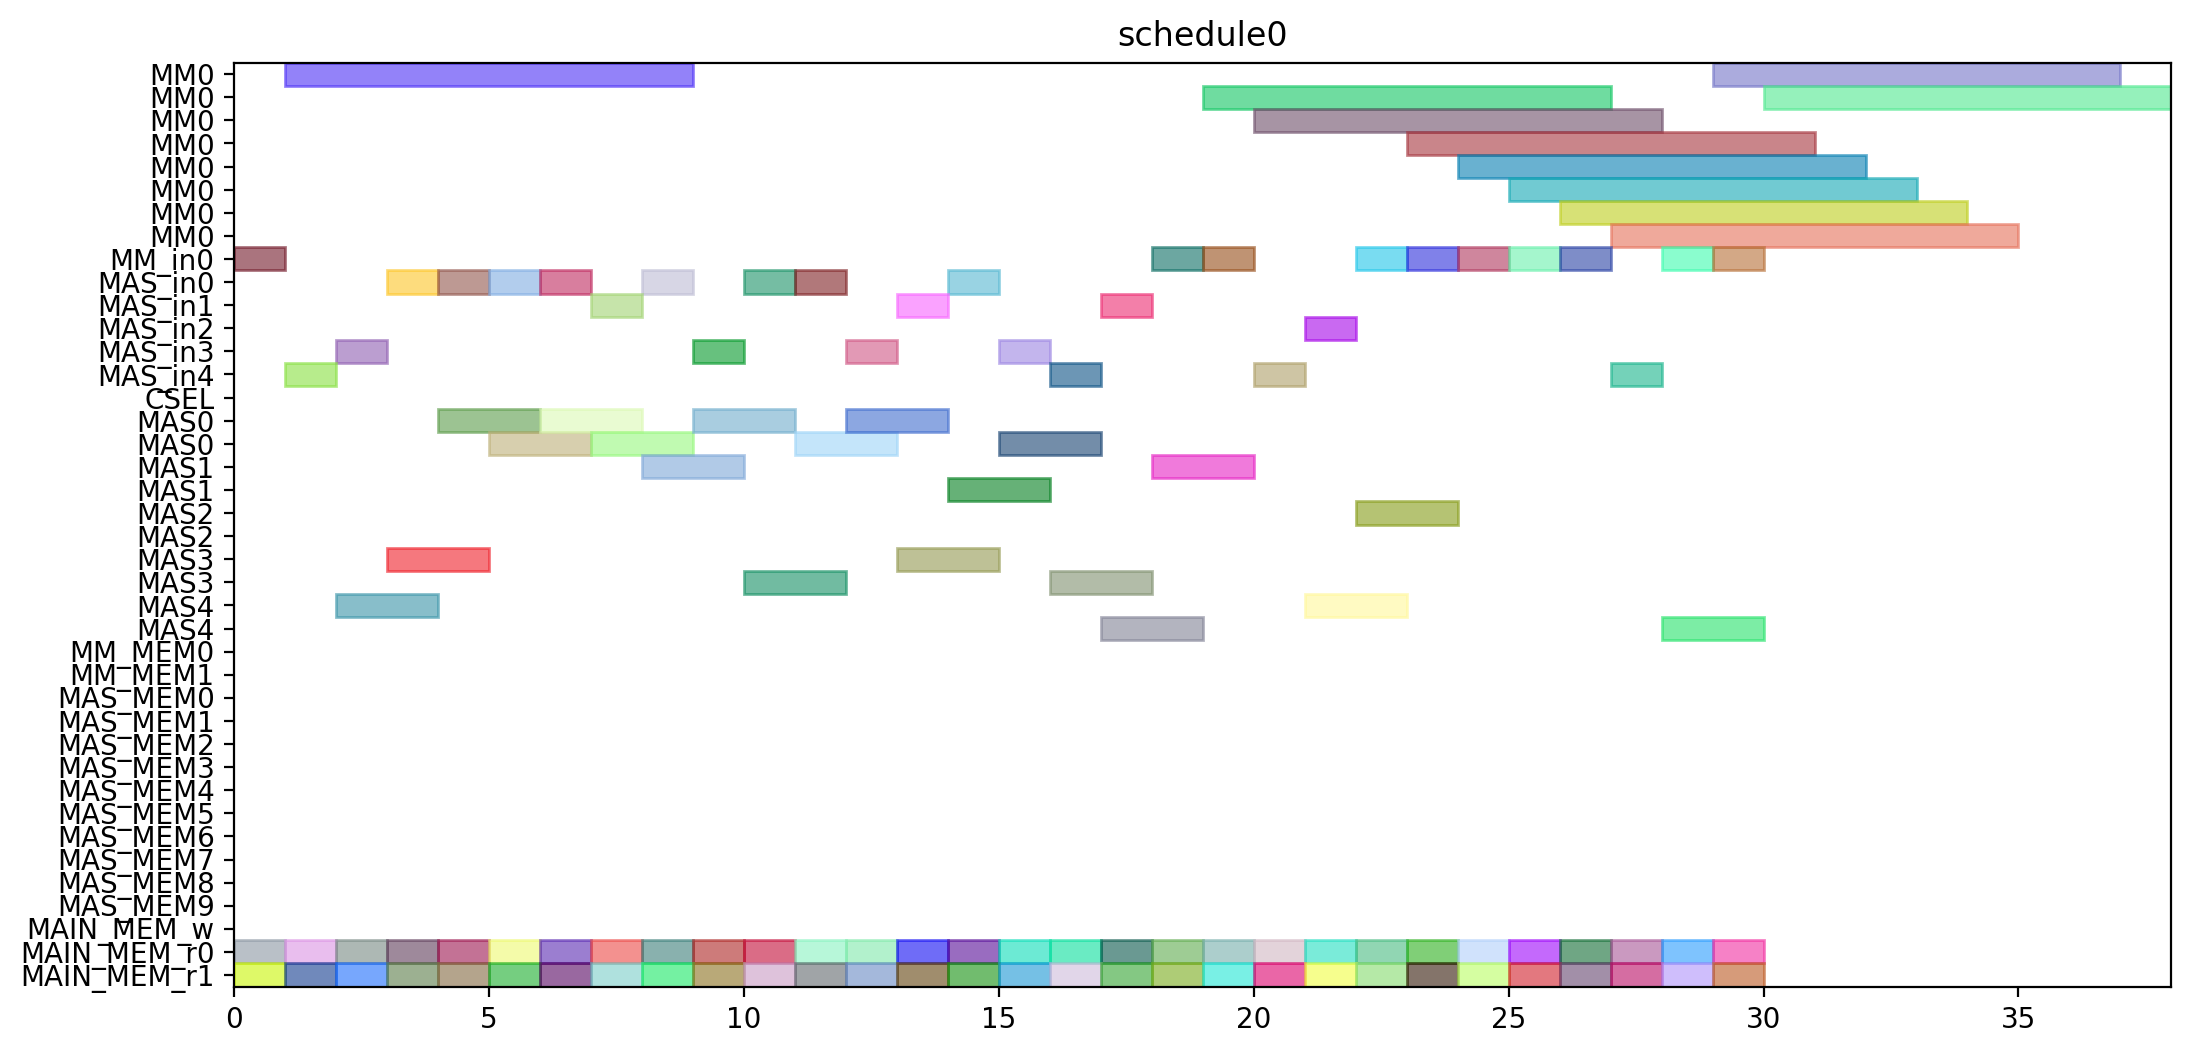 schedule0
MM0
MM0
MM0
MM0
MM0
MM0
MM0
MM0
MM_in0
MAS_in0
MAS_in1
MAS_in2
MAS_in3
MAS_in4
CSEL
MAS0
MAS0
MAS1
MAS1
MAS2
MAS2
MAS3
MAS3
MAS4
MAS4
MM_MEM0
MM_MEM1
MAS_MEM0
MAS_MEM1
MAS_MEM2
MAS_MEM3
MAS_MEM4
MAS_MEM5
MAS_MEM6
MAS_MEM7
MAS_MEM8
MAS_MEM9
MAIN_MEM_w
MAIN_MEM_r0
MAIN_MEM_r1
0 5 10 15 20 25 30 35